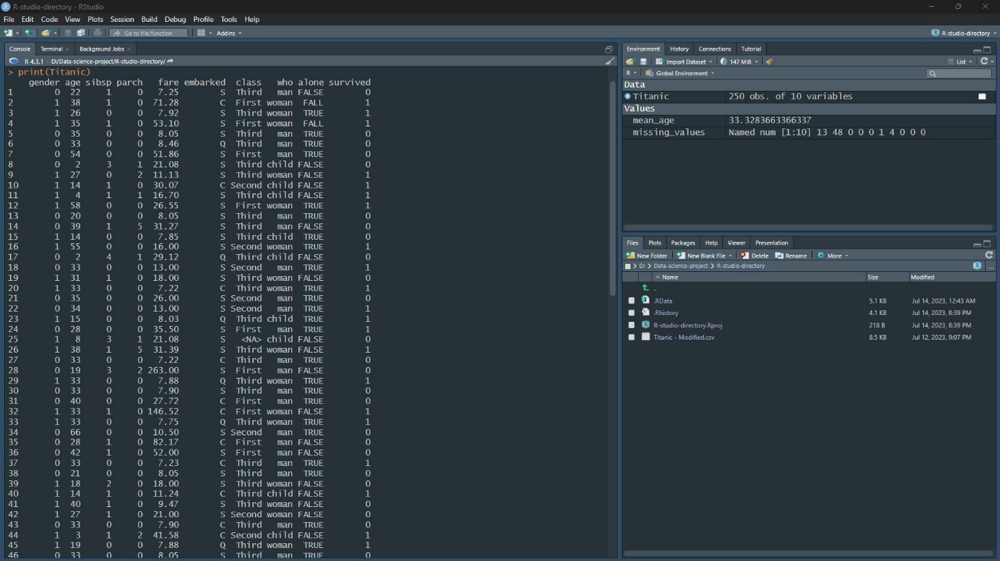 R-studio-directory - RStudio
File Edit Code View Plots Session Build Debug Profile Tools Help
Go to file/function Addins R-studio-directory
Console Terminal Background Jobs
R 4.3.1 · D:/Data-science-project/R-studio-directory/
> print(Titanic)
gender age sibsp parch fare embarked class who alone survived
1 0 22 1 0 7.25 S Third man FALSE 0
2 1 38 1 0 71.28 C First woman FALL 1
3 1 26 0 0 7.92 S Third woman TRUE 1
4 1 35 1 0 53.10 S First woman FALL 1
5 0 35 0 0 8.05 S Third man TRUE 0
6 0 33 0 0 8.46 Q Third man TRUE 0
7 0 54 0 0 51.86 S First man TRUE 0
8 0 2 3 1 21.08 S Third child FALSE 0
9 1 27 0 2 11.13 S Third woman FALSE 1
10 1 14 1 0 30.07 C Second child FALSE 1
11 1 4 1 1 16.70 S Third child FALSE 1
12 1 58 0 0 26.55 S First woman TRUE 1
13 0 20 0 0 8.05 S Third man TRUE 0
14 0 39 1 5 31.27 S Third man FALSE 0
15 1 14 0 0 7.85 S Third child TRUE 0
16 1 55 0 0 16.00 S Second woman TRUE 1
17 0 2 4 1 29.12 Q Third child FALSE 0
18 0 33 0 0 13.00 S Second man TRUE 1
19 1 31 1 0 18.00 S Third woman FALSE 0
20 1 33 0 0 7.22 C Third woman TRUE 1
21 0 35 0 0 26.00 S Second man TRUE 0
22 0 34 0 0 13.00 S Second man TRUE 1
23 1 15 0 0 8.03 Q Third child TRUE 1
24 0 28 0 0 35.50 S First man TRUE 1
25 1 8 3 1 21.08 S <NA> child FALSE 0
26 1 38 1 5 31.39 S Third woman FALSE 1
27 0 33 0 0 7.22 C Third man TRUE 0
28 0 19 3 2 263.00 S First man FALSE 0
29 1 33 0 0 7.88 Q Third woman TRUE 1
30 0 33 0 0 7.90 S Third man TRUE 0
31 0 40 0 0 27.72 C First man TRUE 0
32 1 33 1 0 146.52 C First woman FALSE 1
33 1 33 0 0 7.75 Q Third woman TRUE 1
34 0 66 0 0 10.50 S Second man TRUE 0
35 0 28 1 0 82.17 C First man FALSE 0
36 0 42 1 0 52.00 S First man FALSE 0
37 0 33 0 0 7.23 C Third man TRUE 1
38 0 21 0 0 8.05 S Third man TRUE 0
39 1 18 2 0 18.00 S Third woman FALSE 0
40 1 14 1 0 11.24 C Third child FALSE 1
41 1 40 1 0 9.47 S Third woman FALSE 0
42 1 27 1 0 21.00 S Second woman FALSE 0
43 0 33 0 0 7.90 C Third man TRUE 0
44 1 3 1 2 41.58 C Second child FALSE 1
45 1 19 0 0 7.88 Q Third woman TRUE 1
46 0 33 0 0 8.05 S Third man TRUE 0
Environment History Connections Tutorial
Import Dataset 147 MiB List
R Global Environment
Data
Titanic 250 obs. of 10 variables
Values
mean_age 33.3283663366337
missing_values Named num [1:10] 13 48 0 0 0 1 4 0 0 0
Files Plots Packages Help Viewer Presentation
New Folder New Blank File Delete Rename More
D: > Data-science-project > R-studio-directory ...
Name Size Modified
..
.RData 5.1 KB Jul 14, 2023, 12:43 AM
.Rhistory 4.1 KB Jul 14, 2023, 8:39 PM
R-studio-directory.Rproj 218 B Jul 14, 2023, 8:39 PM
Titanic - Modified.csv 8.5 KB Jul 12, 2023, 9:07 PM